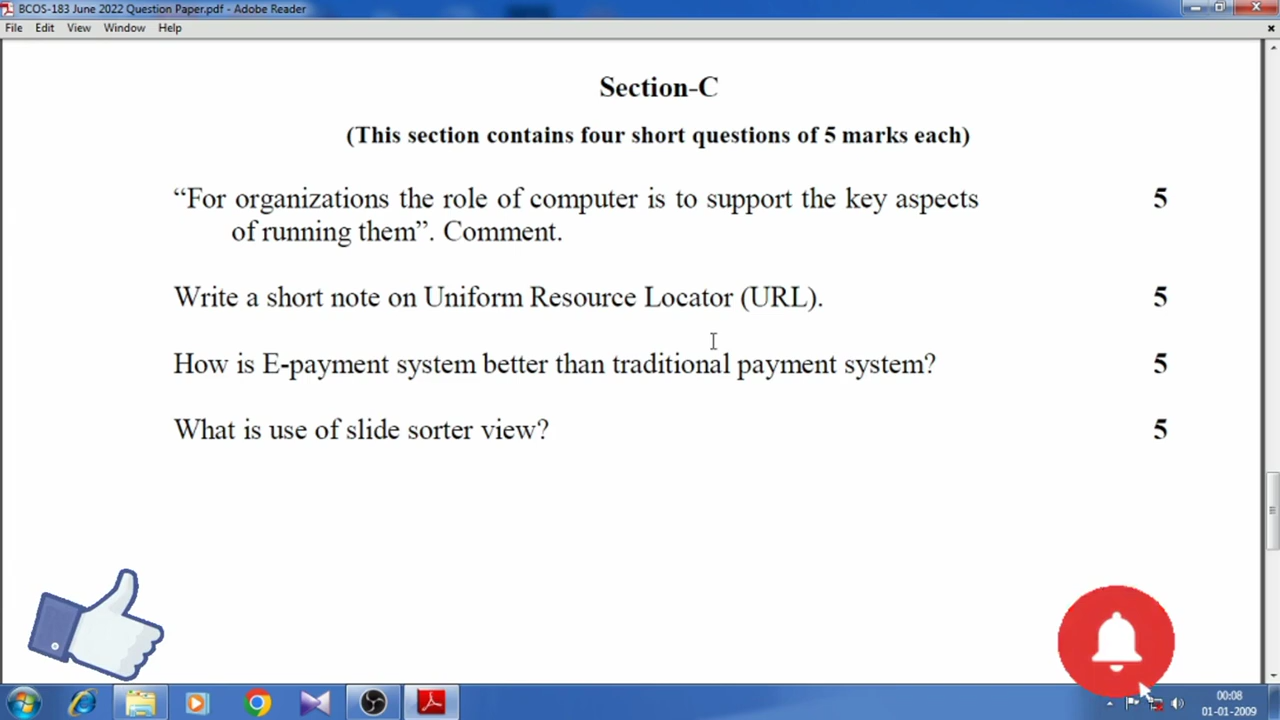 BCOS-183 June 2022 Question Paper.pdf - Adobe Reader
File Edit View Window Help
Section-C
(This section contains four short questions of 5 marks each)
“For organizations the role of computer is to support the key aspects 5
of running them”. Comment.
Write a short note on Uniform Resource Locator (URL). 5
How is E-payment system better than traditional payment system? 5
What is use of slide sorter view? 5
00:08
01-01-2009